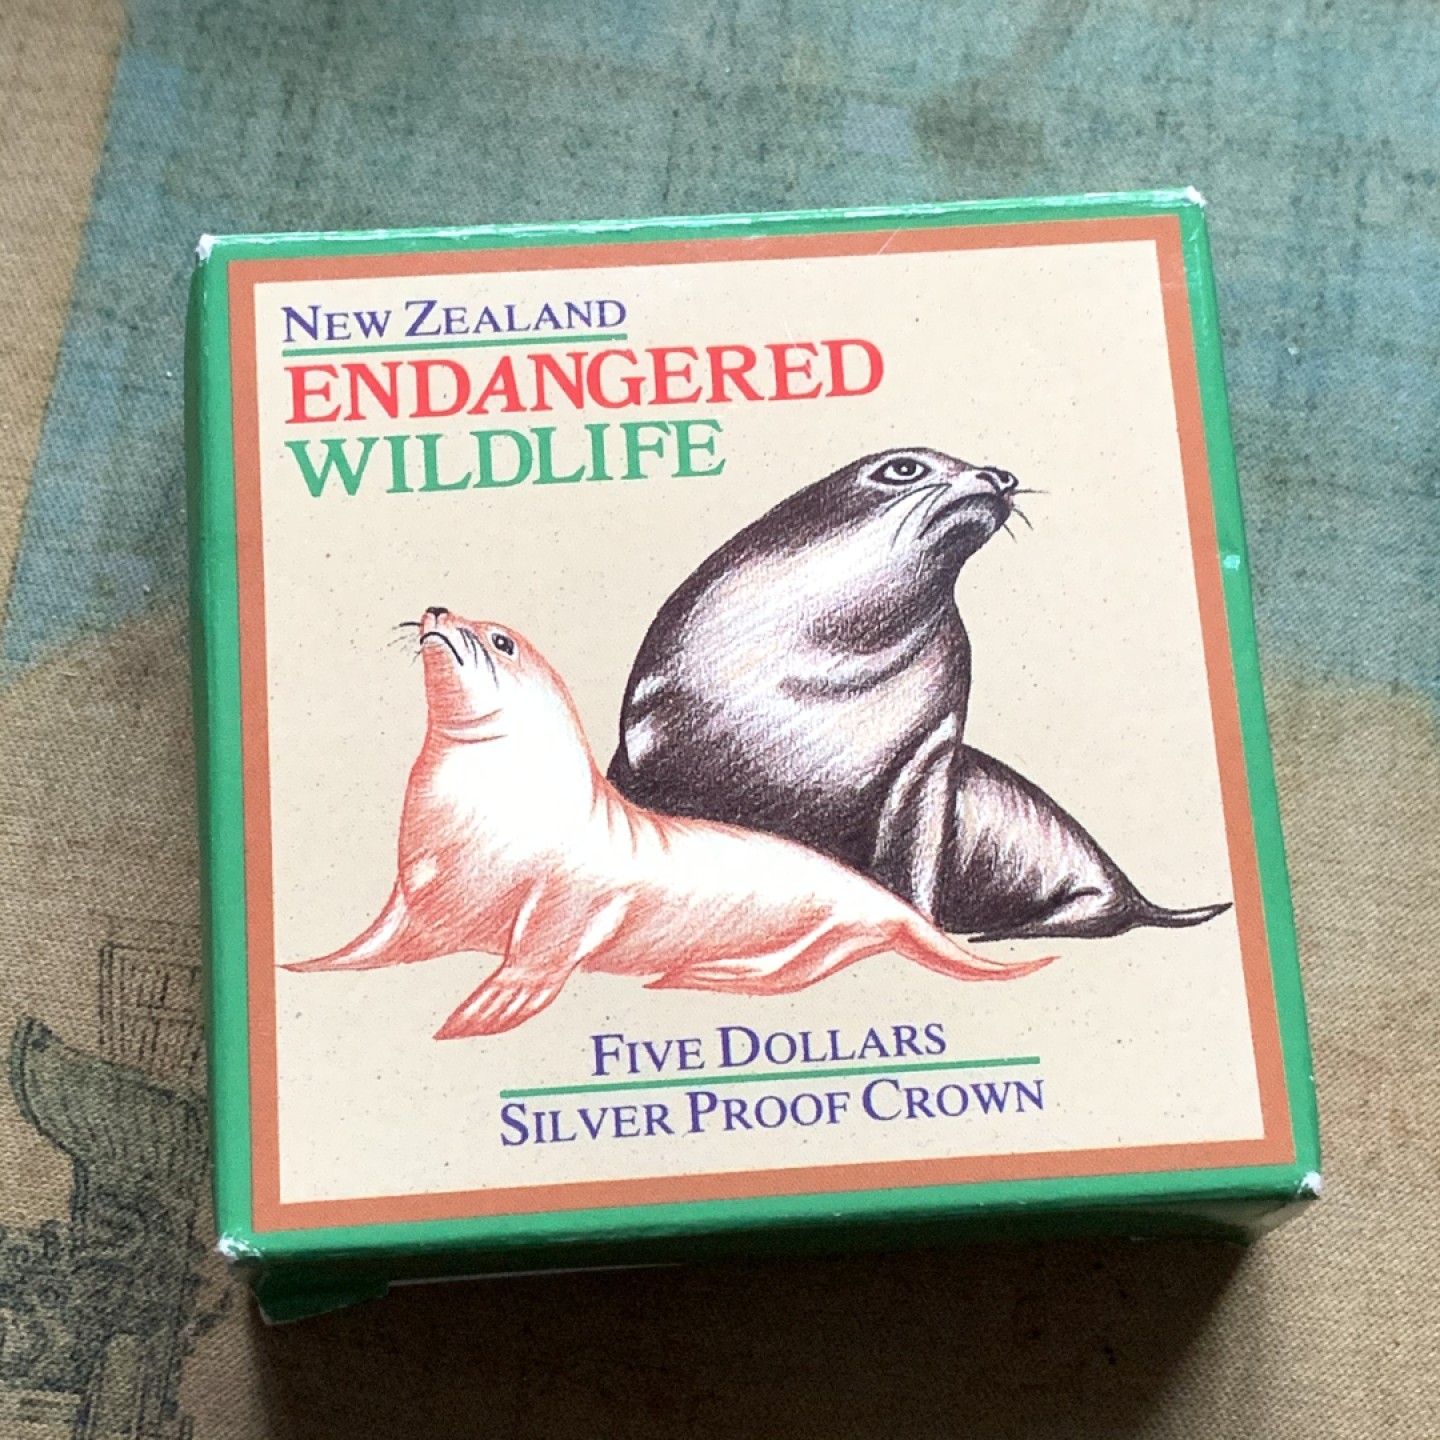 NEW ZEALAND
ENDANGERED
WILDLIFE
FIVE DOLLARS
SILVER PROOF CROWN